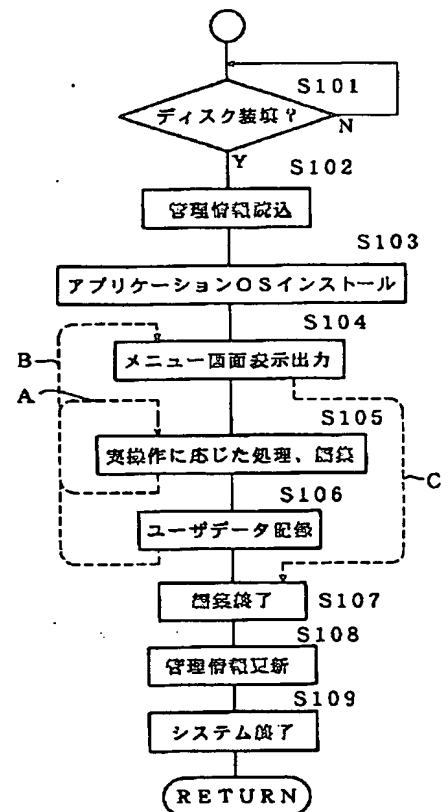 S101
ディスク装填?
N
Y
S102
管理情報読込
S103
アプリケーションOSインストール
S104
メニュー画面表示出力
B
A
S105
実操作に応じた処理、編集
C
S106
ユーザデータ記録
編集終了
S107
S108
管理情報更新
S109
システム終了
RETURN